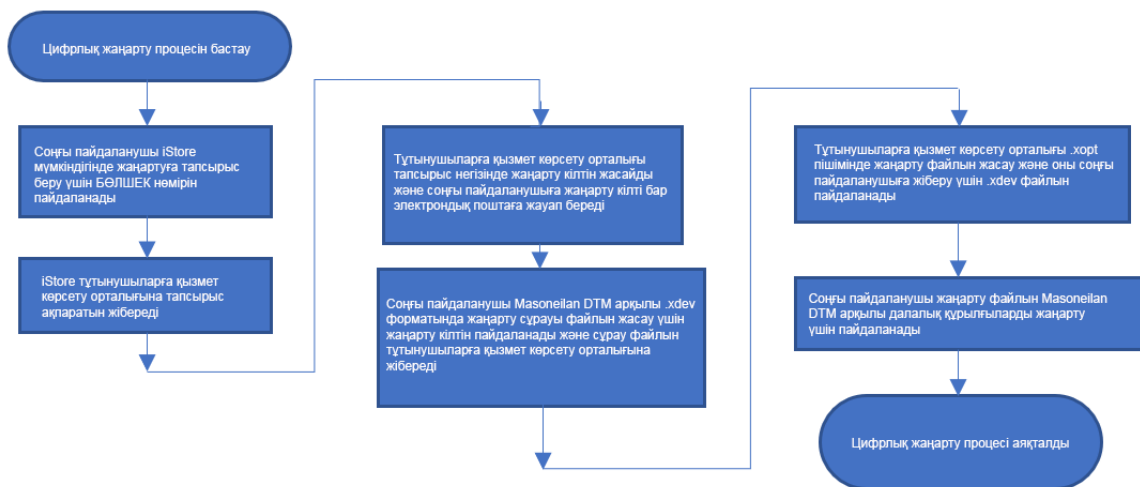 Цифрлық жаңарту процесін бастау
Соңғы пайдаланушы iStore
мүмкіндігінде жаңартуға тапсырыс
беру үшін БӨЛШЕК нөмірін
пайдаланады
iStore тұтынушыларға қызмет
көрсету орталығына тапсырыс
ақпаратын жібереді
Тұтынушыларға қызмет көрсету орталығы
тапсырыс негізінде жаңарту кілтін жасайды
және соңғы пайдаланушыға жаңарту кілті бар
электрондық поштаға жауап береді
Соңғы пайдаланушы Masoneilan DTM арқылы .xdev
форматында жаңарту сұрауы файлын жасау үшін
жаңарту кілтін пайдаланады және сұрау файлын
тұтынушыларға қызмет көрсету орталығына
жібереді
Тұтынушыларға қызмет көрсету орталығы .xopt
пішімінде жаңарту файлын жасау және оны соңғы
пайдаланушыға жіберу үшін .xdev файлын
пайдаланады
Соңғы пайдаланушы жаңарту файлын Masoneilan
DTM арқылы далалық құрылғыларды жаңарту
үшін пайдаланады
Цифрлық жаңарту процесі аяқталды